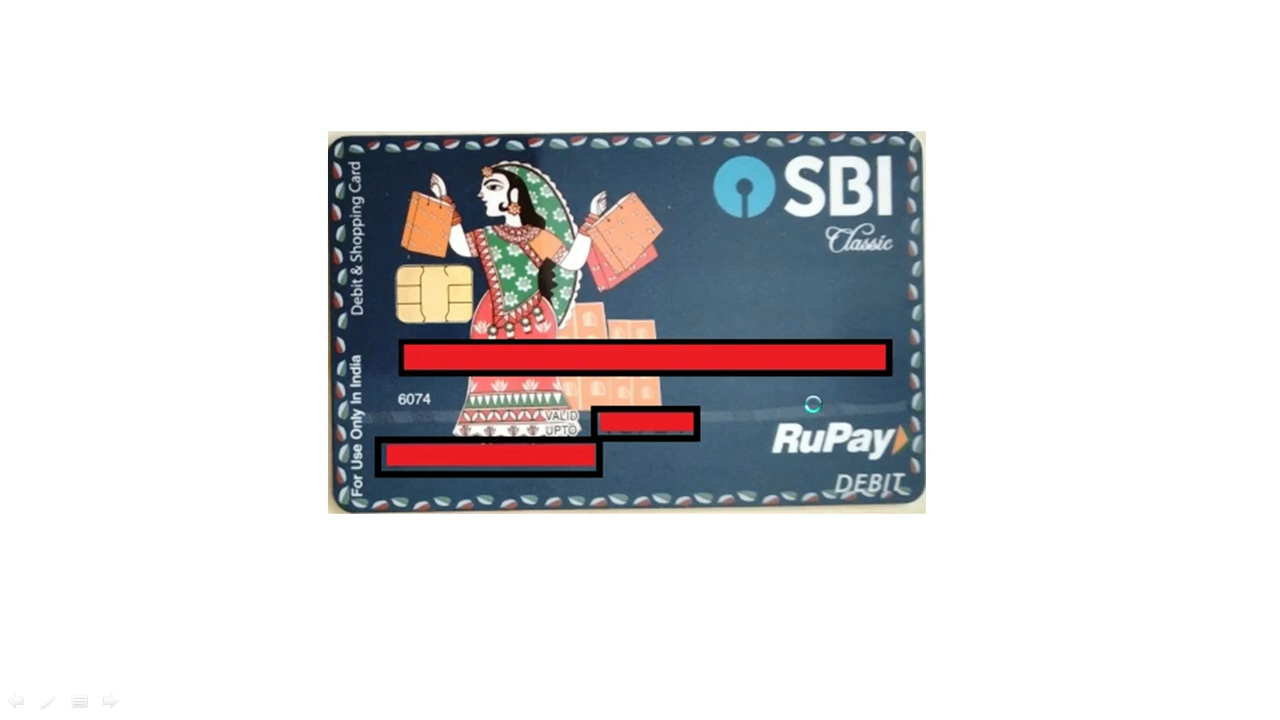 Debit & Shopping Card
For Use Only In India
SBI
Classic
6074
VALID
UPTO
RuPay
DEBIT